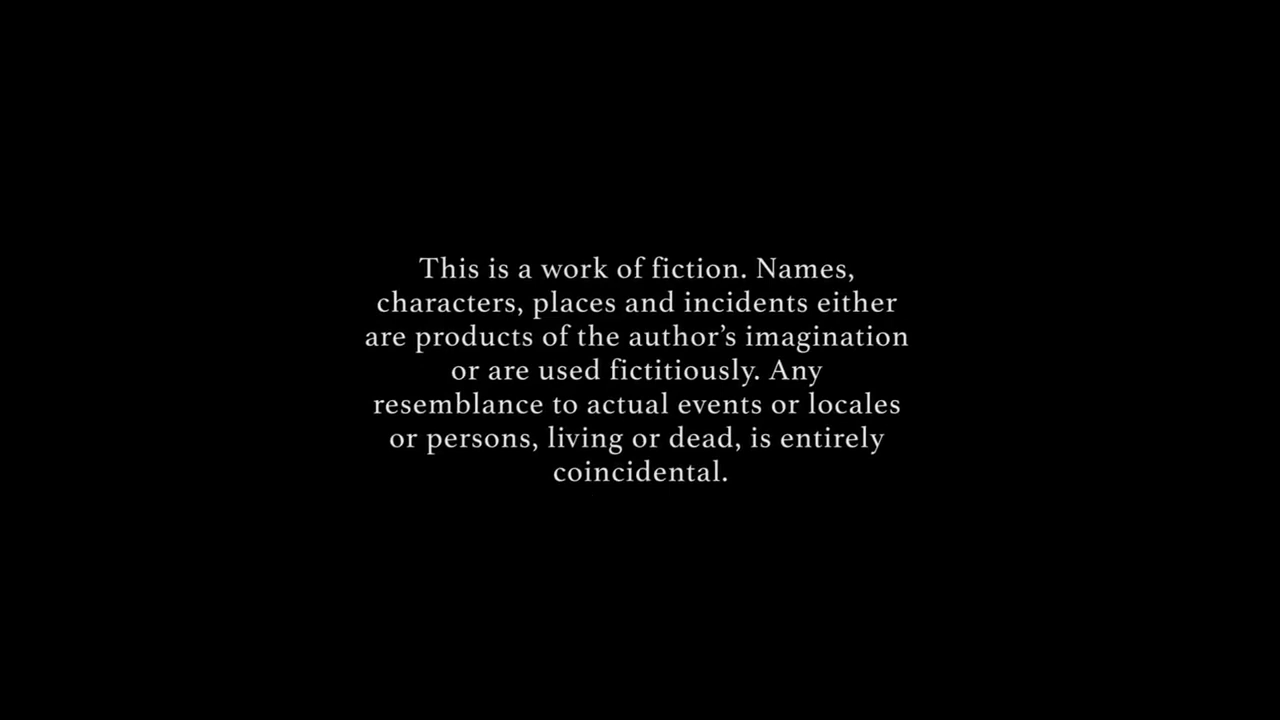 This is a work of fiction. Names,
characters, places and incidents either
are products of the author’s imagination
or are used fictitiously. Any
resemblance to actual events or locales
or persons, living or dead, is entirely
coincidental.